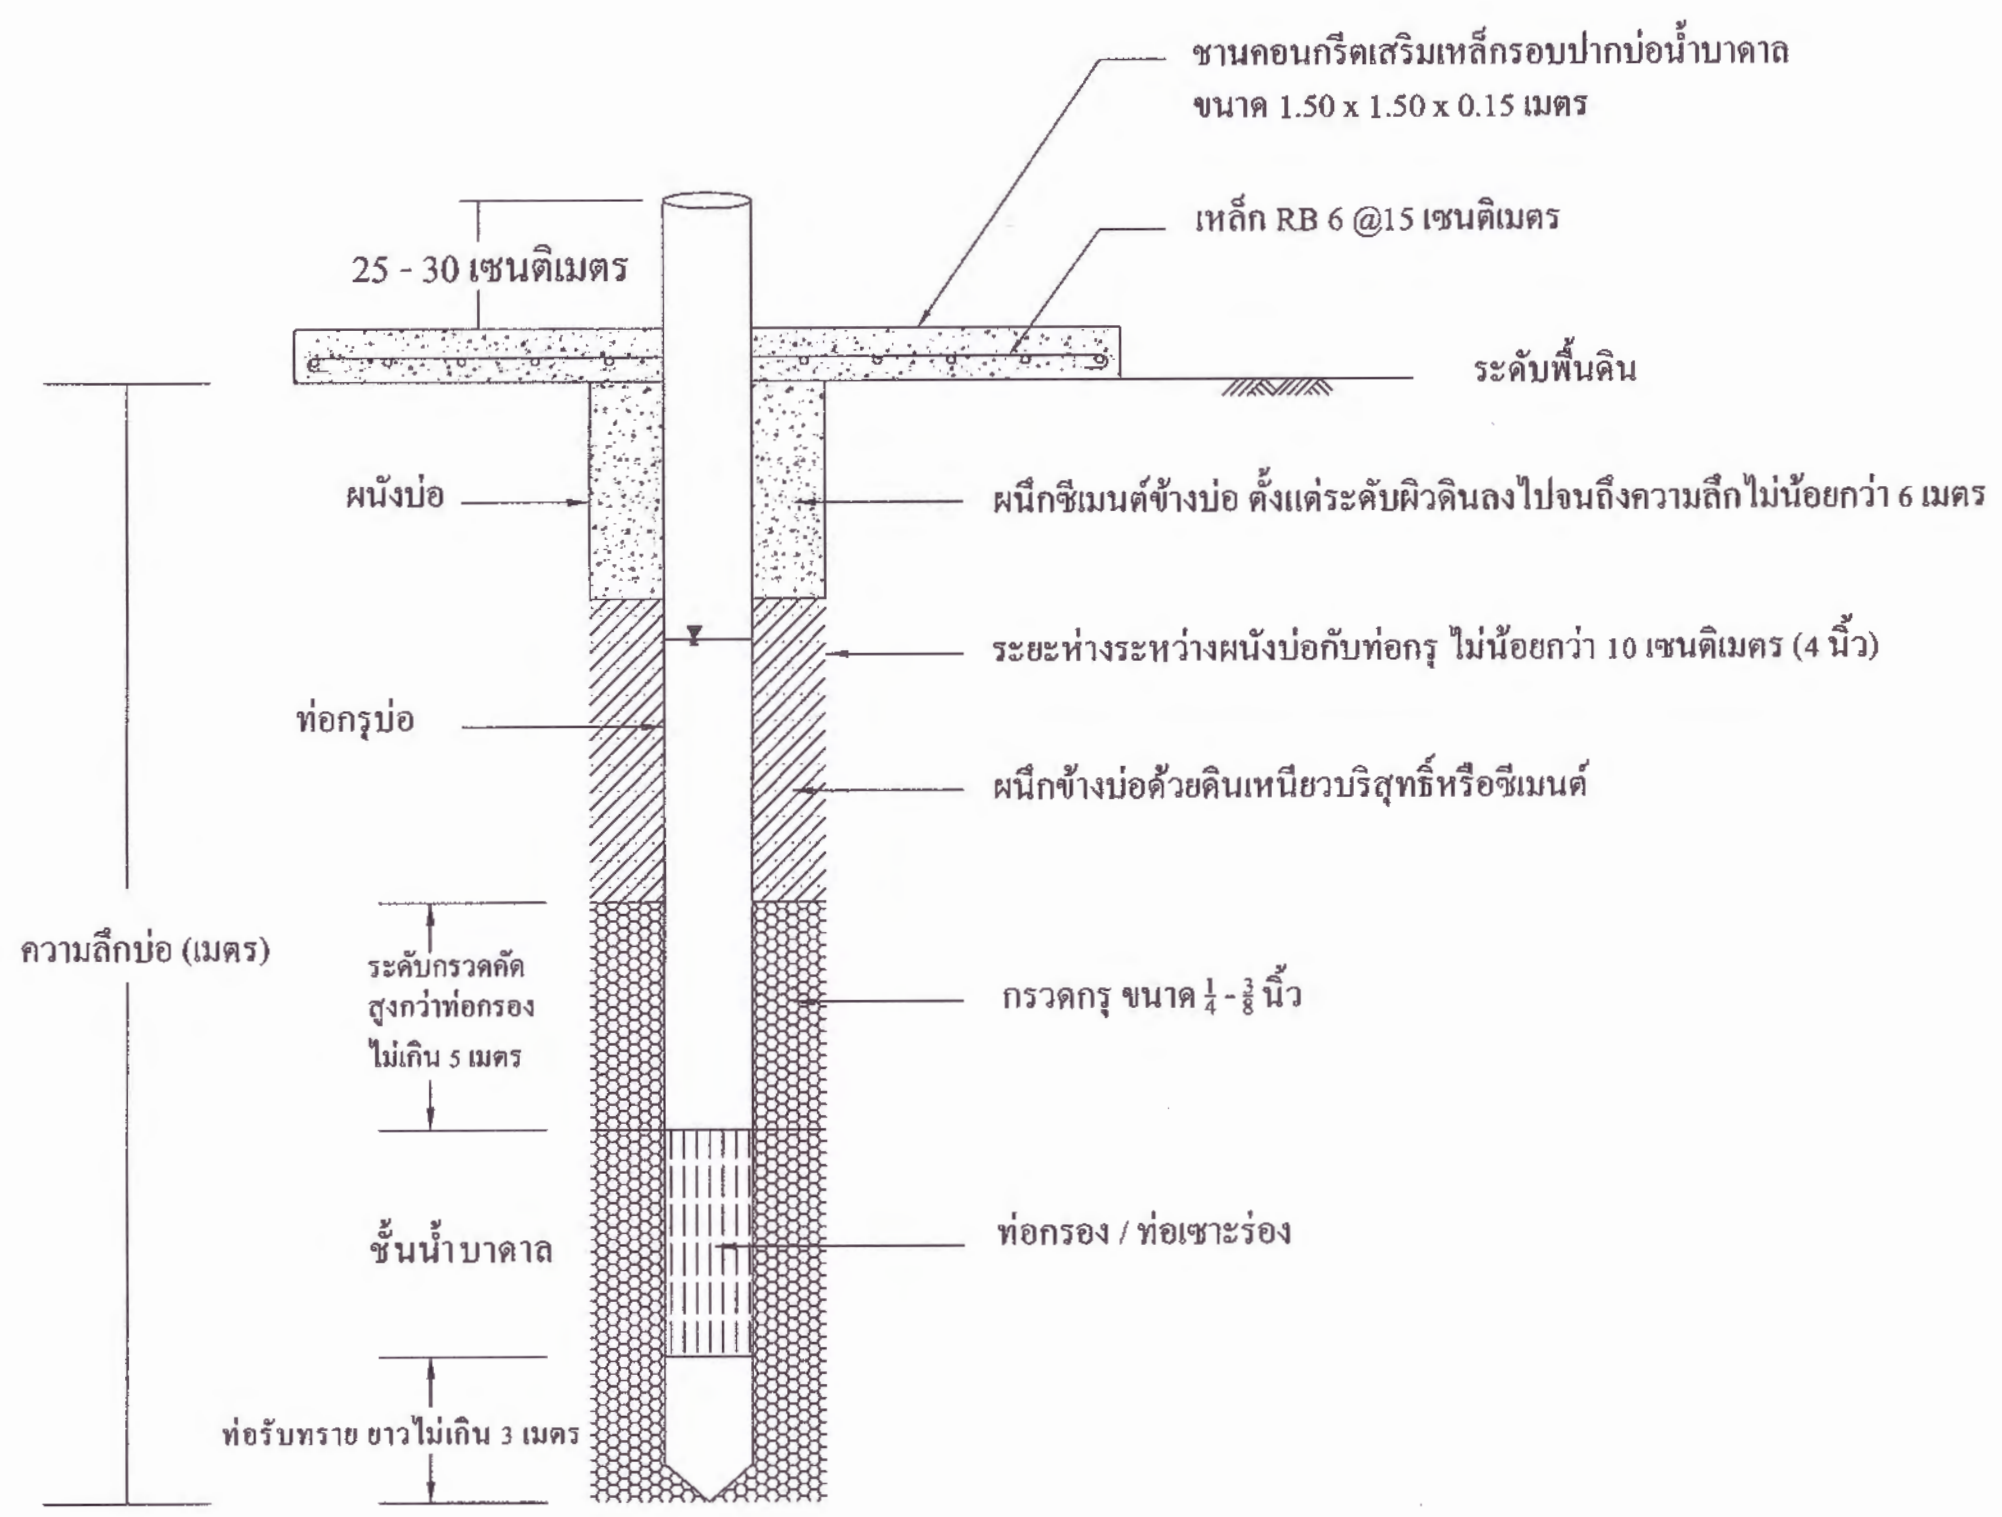 ชานคอนกรีตเสริมเหล็กรอบปากบ่อน้ำบาดาล
ขนาด 1.50 x 1.50 x 0.15 เมตร
เหล็ก RB 6 @15 เซนติเมตร
25 - 30 เซนติเมตร
ระดับพื้นดิน
ผนังบ่อ
ผนึกซีเมนต์ข้างบ่อ ตั้งแต่ระดับผิวดินลงไปจนถึงความลึกไม่น้อยกว่า 6 เมตร
ระยะห่างระหว่างผนังบ่อกับท่อกรุ ไม่น้อยกว่า 10 เซนติเมตร (4 นิ้ว)
ท่อกรุบ่อ
ผนึกข้างบ่อด้วยดินเหนียวบริสุทธิ์หรือซีเมนต์
ความลึกบ่อ (เมตร)
ระดับกรวดคัด
สูงกว่าท่อกรอง
ไม่เกิน 5 เมตร
กรวดกรุ ขนาด 1/4 - 3/8 นิ้ว
ท่อกรอง / ท่อเซาะร่อง
ชั้นน้ำบาดาล
ท่อรับทราย ยาวไม่เกิน 3 เมตร